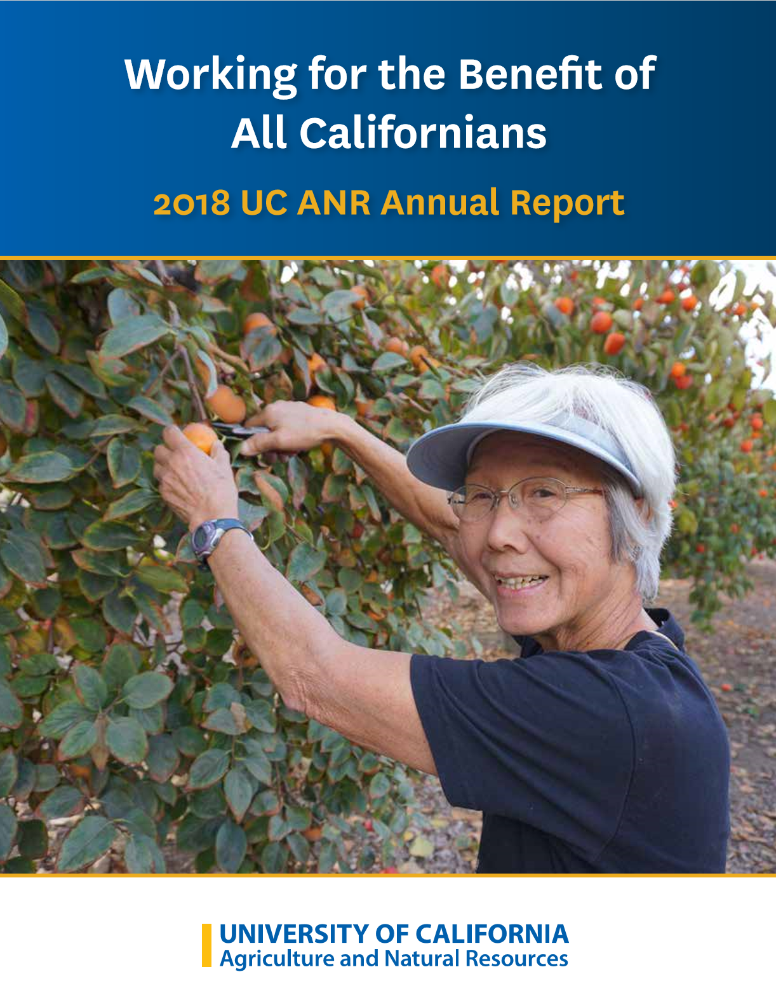 Working for the Benefit of
All Californians
2018 UC ANR Annual Report
UNIVERSITY OF CALIFORNIA
Agriculture and Natural Resources